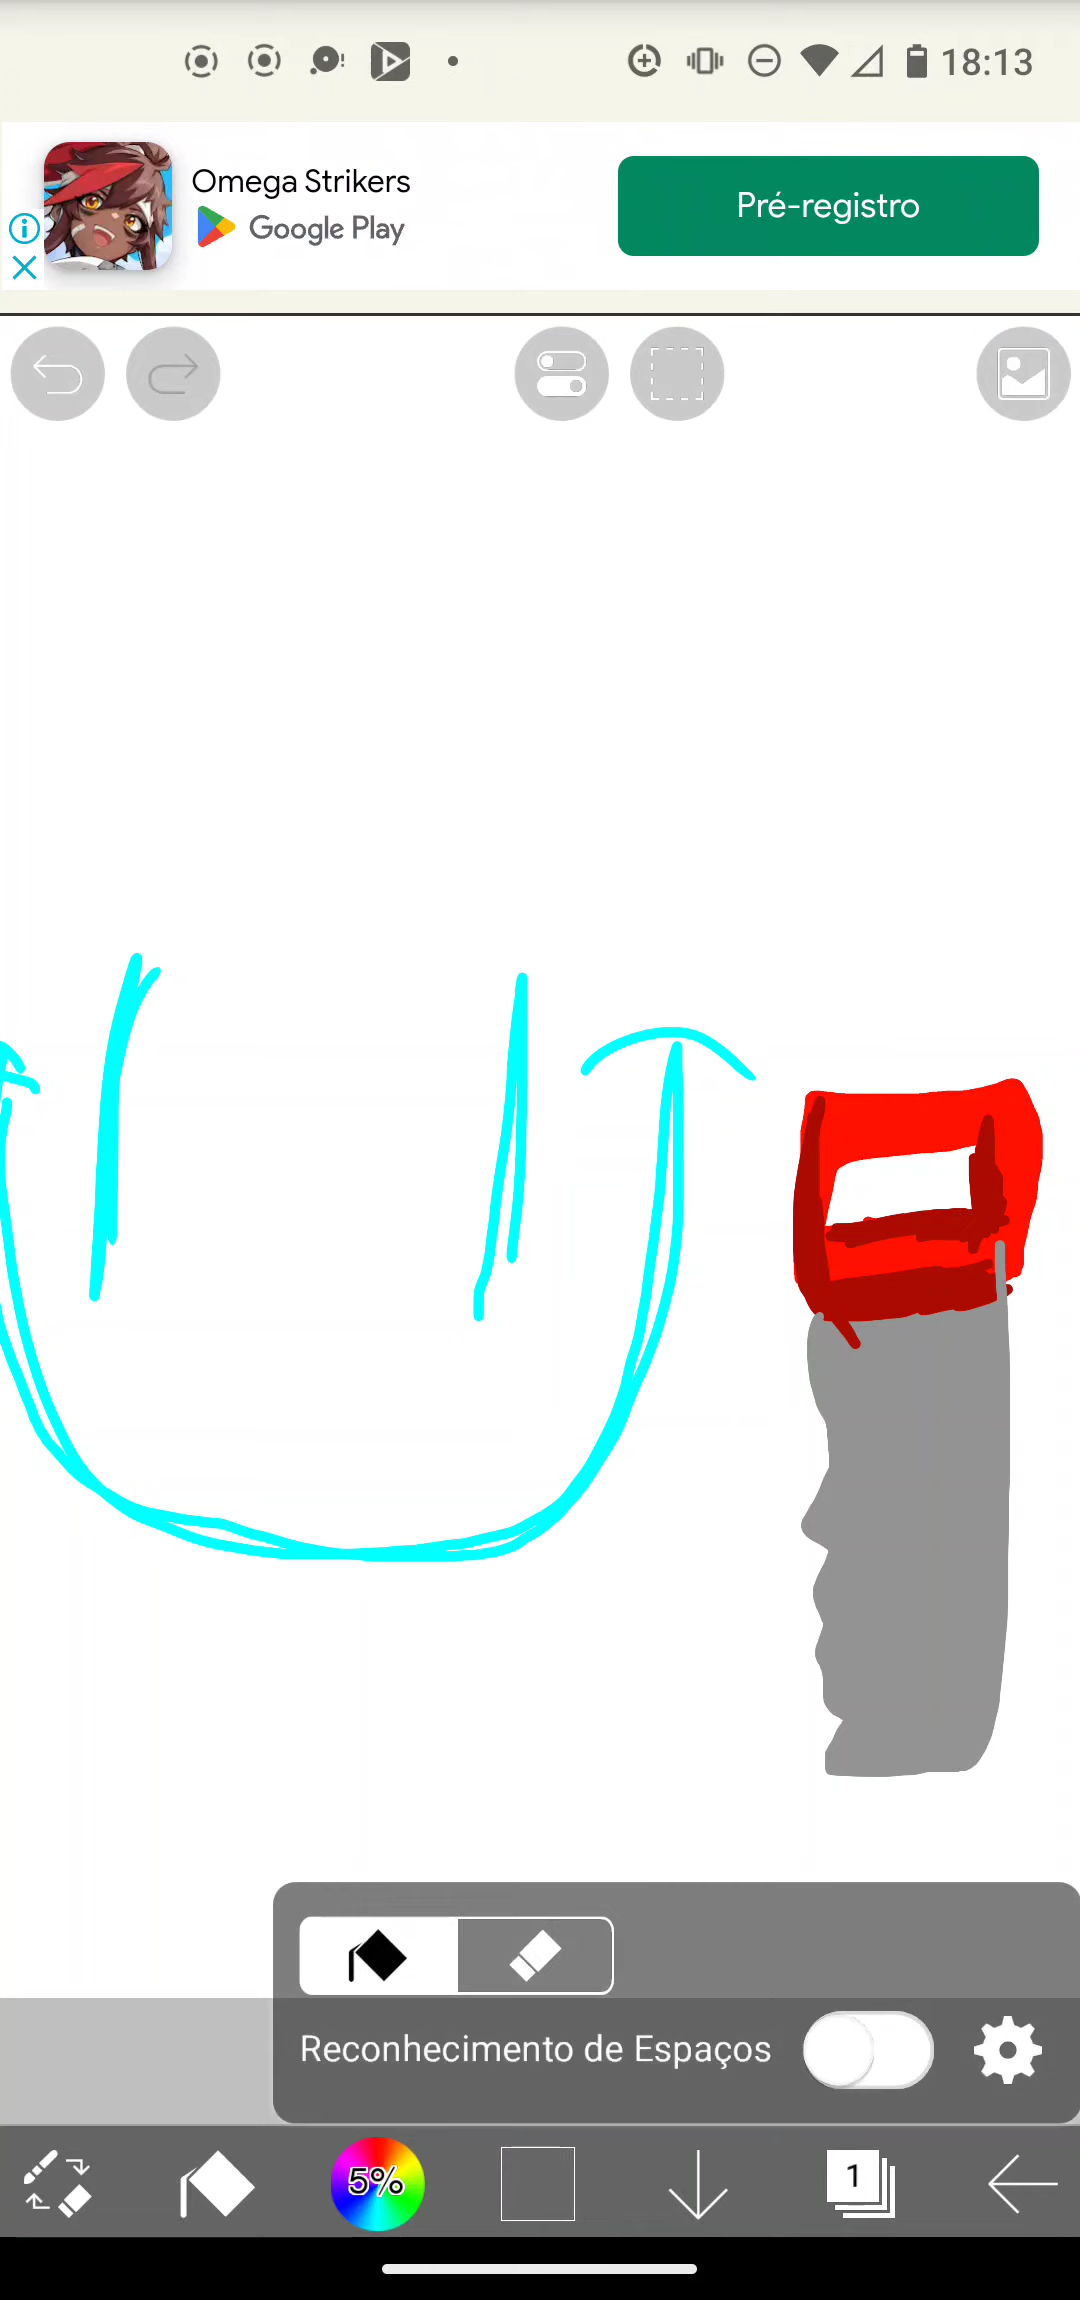 18:13
Omega Strikers
Google Play
Pré-registro
Reconhecimento de Espaços
5%
1